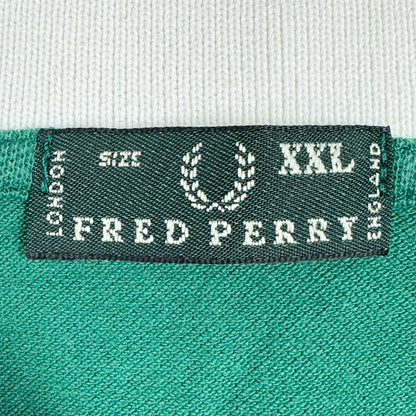 SIZE XXL
LONDON
FRED PERRY
ENGLAND